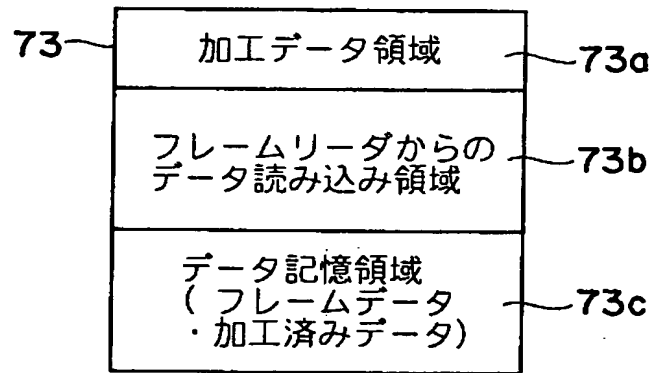 73
加工データ領域
73a
フレームリーダからの
データ読み込み領域
73b
データ記憶領域
(フレームデータ
・加工済みデータ)
73c